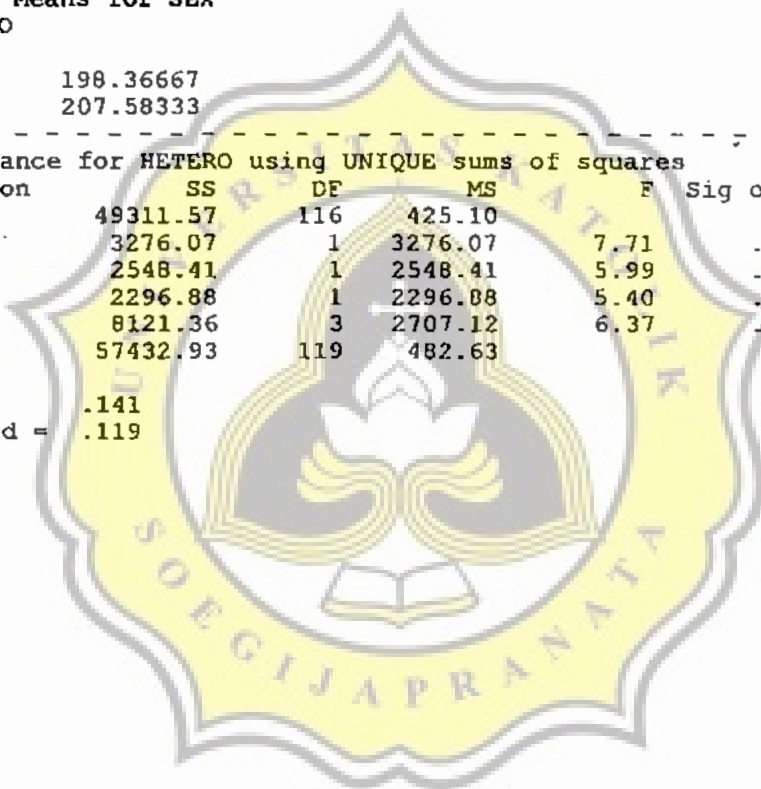 Means for SEX
O
198.36667
207.58333
- - - - - - - - - - - - - - - - - - - - - - - - -
ance for HETERO using UNIQUE sums of squares
on SS DF MS F Sig o
49311.57 116 425.10
3276.07 1 3276.07 7.71 .
2548.41 1 2548.41 5.99 .
2296.88 1 2296.88 5.40 .
8121.36 3 2707.12 6.37 .
57432.93 119 482.63
.141
d = .119
UNIVERSITAS KATOLIK
SOEGIJAPRANATA